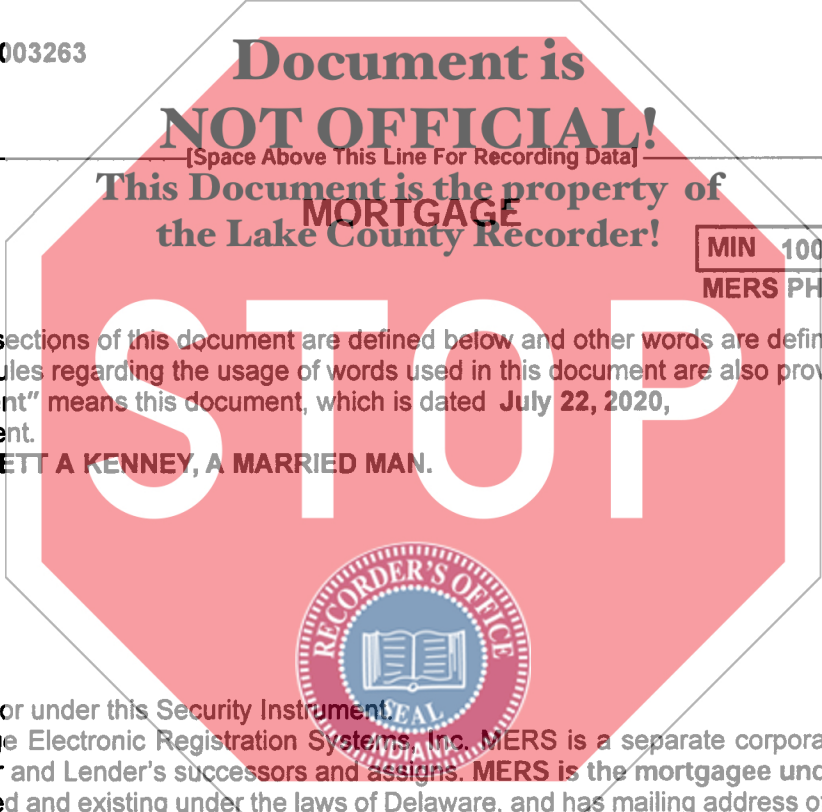 003263
Document is
NOT OFFICIAL!
[Space Above This Line For Recording Data]
This Document is the property of
MORTGAGE
the Lake County Recorder!
MIN 100
MERS PH
sections of this document are defined below and other words are defin
ules regarding the usage of words used in this document are also prov
nt" means this document, which is dated July 22, 2020,
ent.
ETT A KENNEY, A MARRIED MAN.
STOP
RECORDER'S OFFICE
SEAL
INDIANA
or under this Security Instrument.
e Electronic Registration Systems, Inc. MERS is a separate corpora
r and Lender's successors and assigns. MERS is the mortgagee und
ed and existing under the laws of Delaware, and has mailing address of